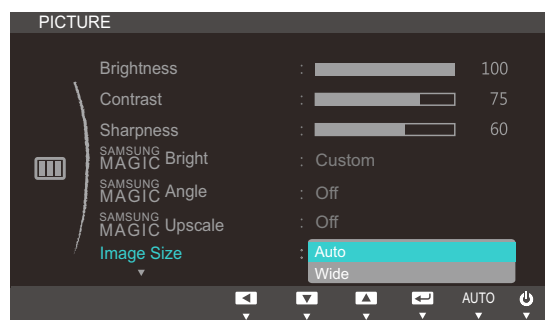 PICTURE
Brightness : 100
Contrast : 75
Sharpness : 60
SAMSUNG MAGIC Bright : Custom
SAMSUNG MAGIC Angle : Off
SAMSUNG MAGIC Upscale : Off
Image Size : Auto
Wide
AUTO